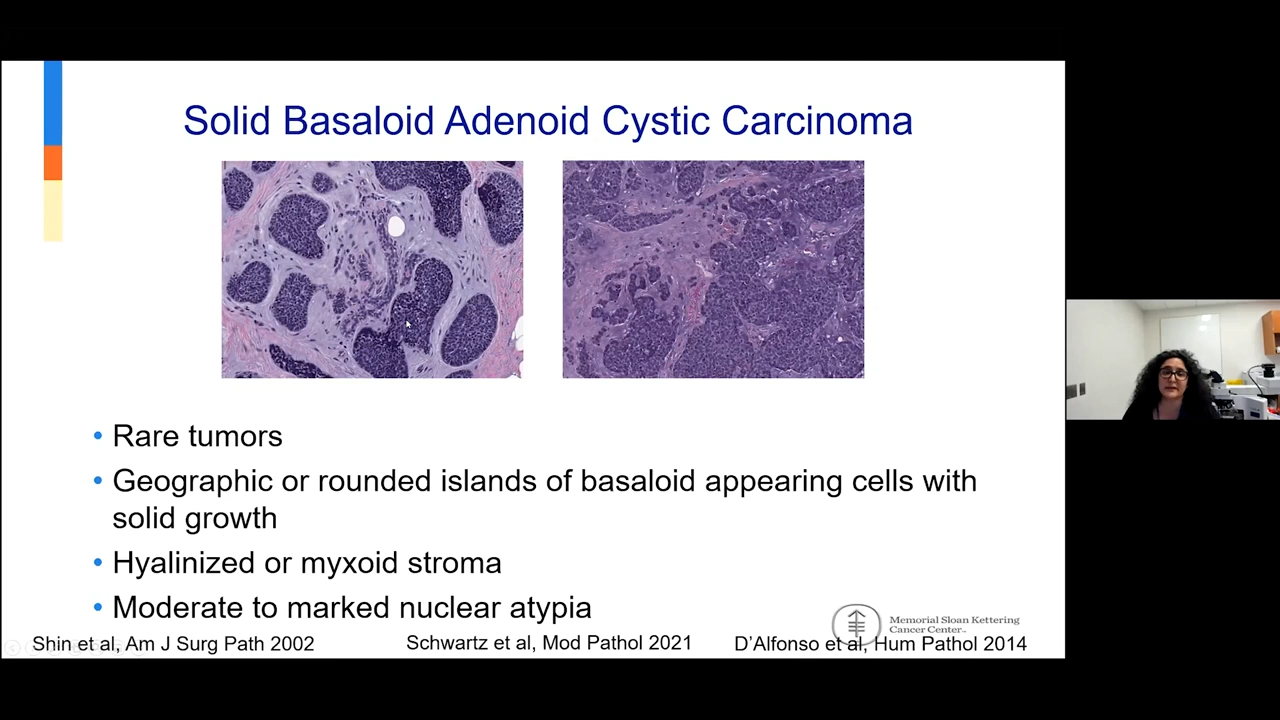 Solid Basaloid Adenoid Cystic Carcinoma
• Rare tumors
• Geographic or rounded islands of basaloid appearing cells with
solid growth
• Hyalinized or myxoid stroma
• Moderate to marked nuclear atypia
Memorial Sloan Kettering
Cancer Center™
Shin et al, Am J Surg Path 2002
Schwartz et al, Mod Pathol 2021
D'Alfonso et al, Hum Pathol 2014